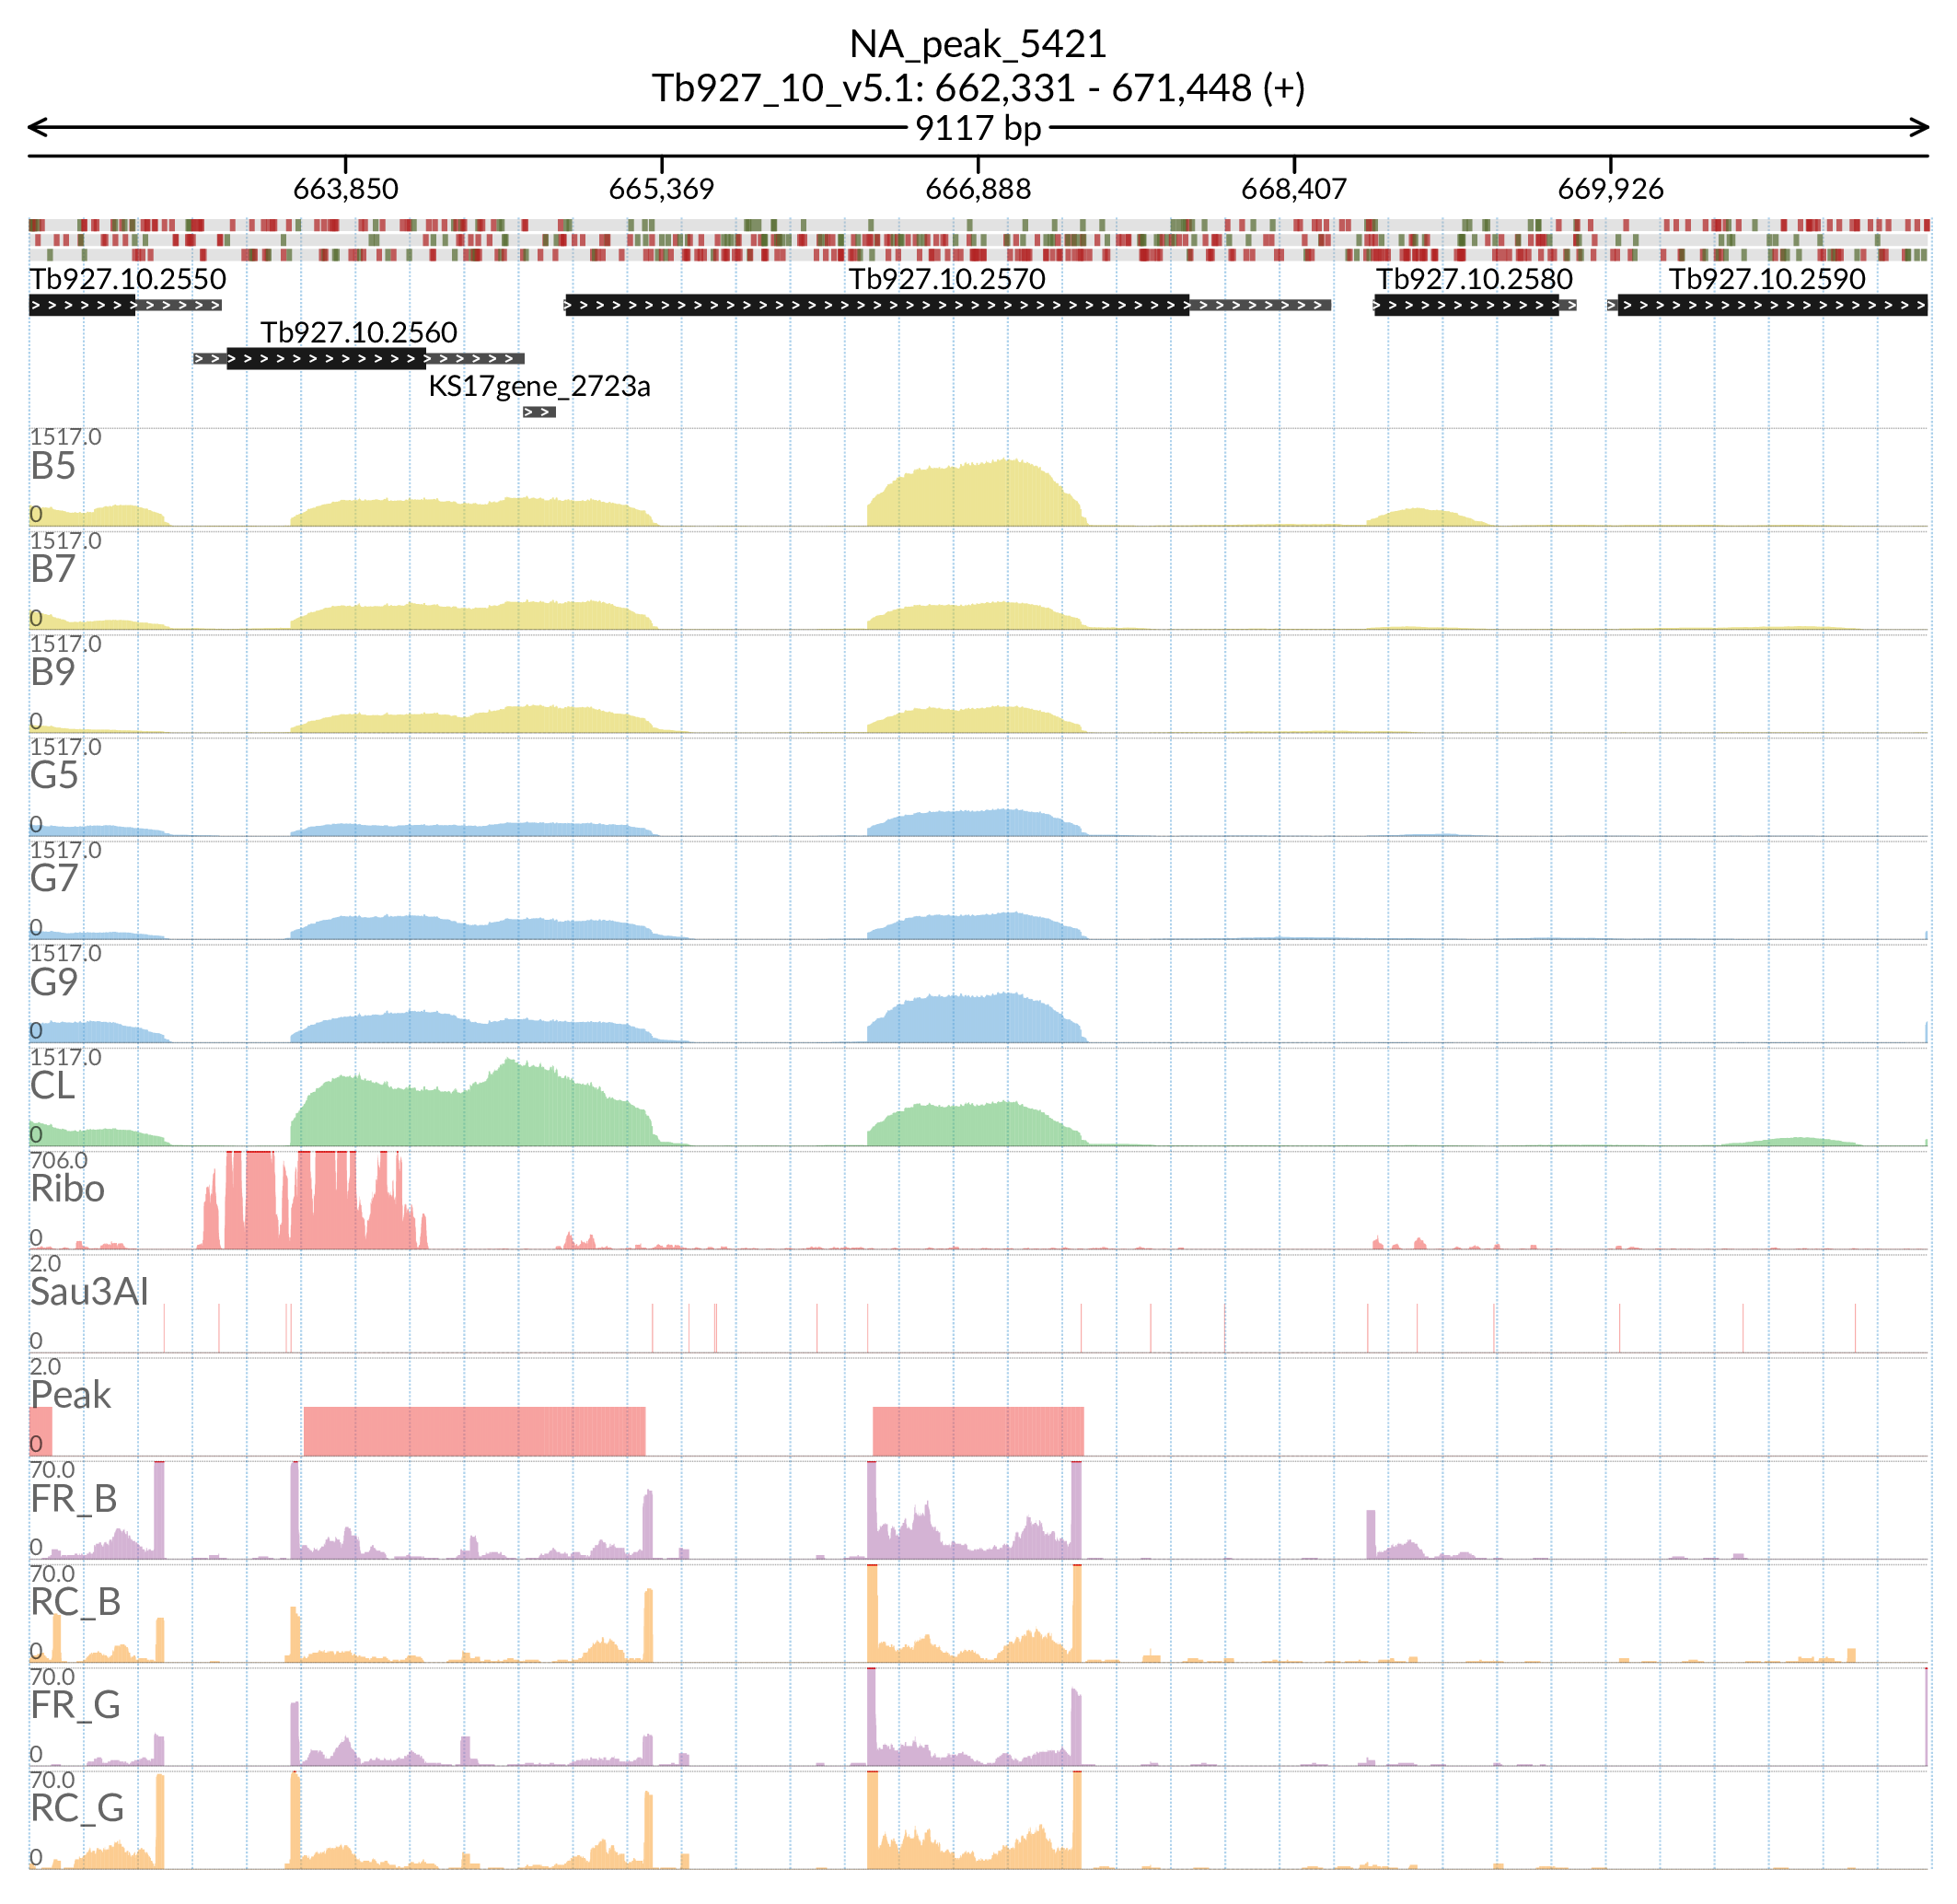 NA_peak_5421
Tb927_10_v5.1: 662,331 - 671,448 (+)
9117 bp
663,850 665,369 666,888 668,407 669,926
Tb927.10.2550 Tb927.10.2570 Tb927.10.2580 Tb927.10.2590
Tb927.10.2560
KS17gene_2723a
1517.0
B5
0
1517.0
B7
0
1517.0
B9
0
1517.0
G5
0
1517.0
G7
0
1517.0
G9
0
1517.0
CL
0
706.0
Ribo
0
2.0
Sau3AI
0
2.0
Peak
0
70.0
FR_B
0
70.0
RC_B
0
70.0
FR_G
0
70.0
RC_G
0